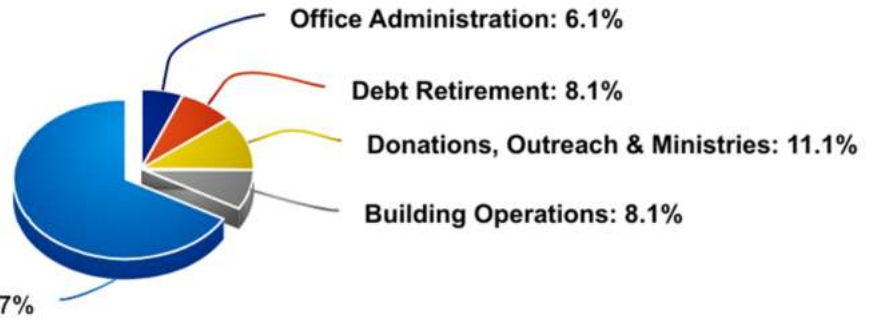 Office Administration: 6.1%
Debt Retirement: 8.1%
Donations, Outreach & Ministries: 11.1%
Building Operations: 8.1%
7%